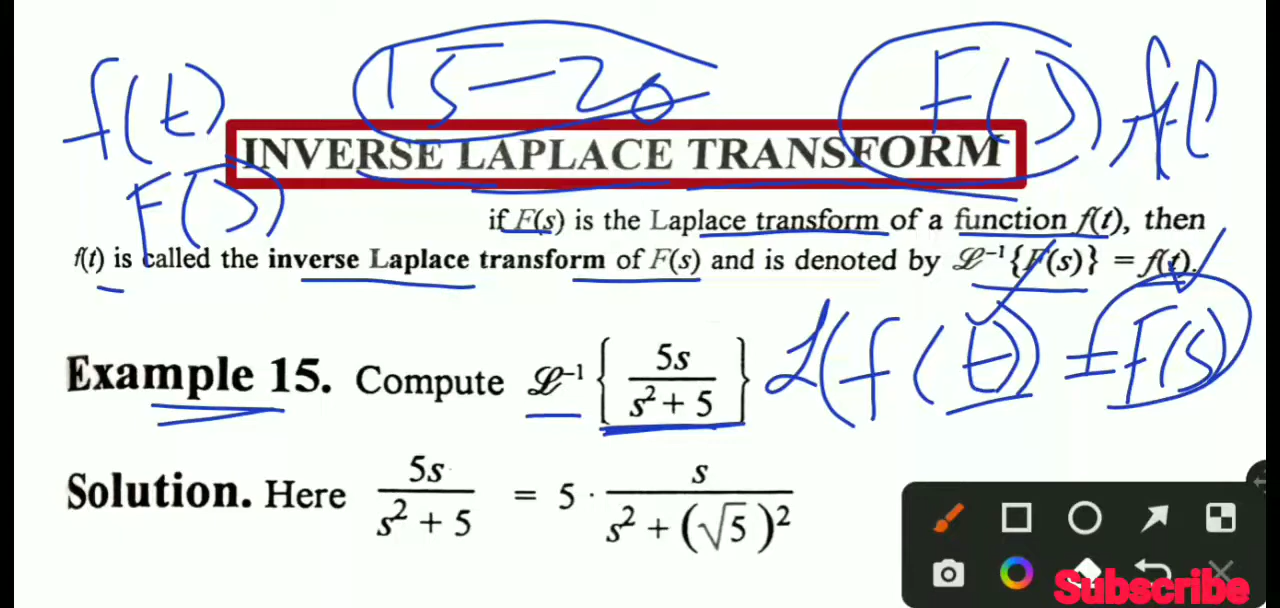 f(t) 15-20 F(s)
INVERSE LAPLACE TRANSFORM
F(s)
if F(s) is the Laplace transform of a function f(t), then
f(t) is called the inverse Laplace transform of F(s) and is denoted by ℒ⁻¹{F(s)} = f(t).
L(f(t)) = F(s)
Example 15. Compute ℒ⁻¹ { 5s / s² + 5 }
Solution. Here 5s / s² + 5 = 5 · s / s² + (√5)²
Subscribe